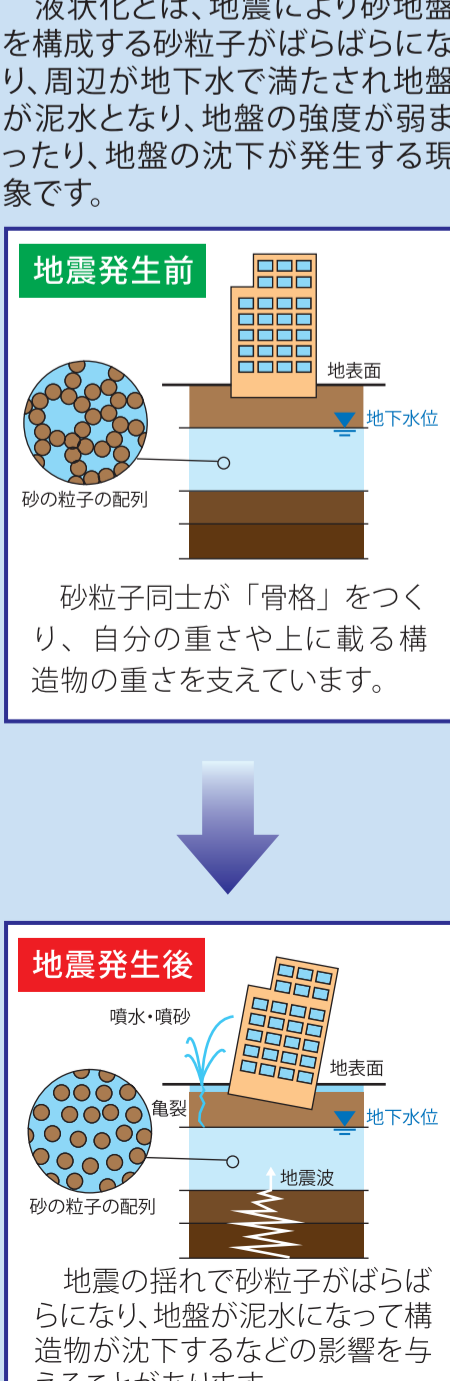 液状化とは、地震により砂地盤
を構成する砂粒子がばらばらにな
り、周辺が地下水で満たされ地盤
が泥水となり、地盤の強度が弱ま
ったり、地盤の沈下が発生する現
象です。
地震発生前
地表面
地下水位
砂の粒子の配列
砂粒子同士が「骨格」をつく
り、自分の重さや上に載る構
造物の重さを支えています。
地震発生後
噴水・噴砂
地表面
亀裂
地下水位
地震波
砂の粒子の配列
地震の揺れで砂粒子がばらば
らになり、地盤が泥水になって構
造物が沈下するなどの影響を与
えることがあります。